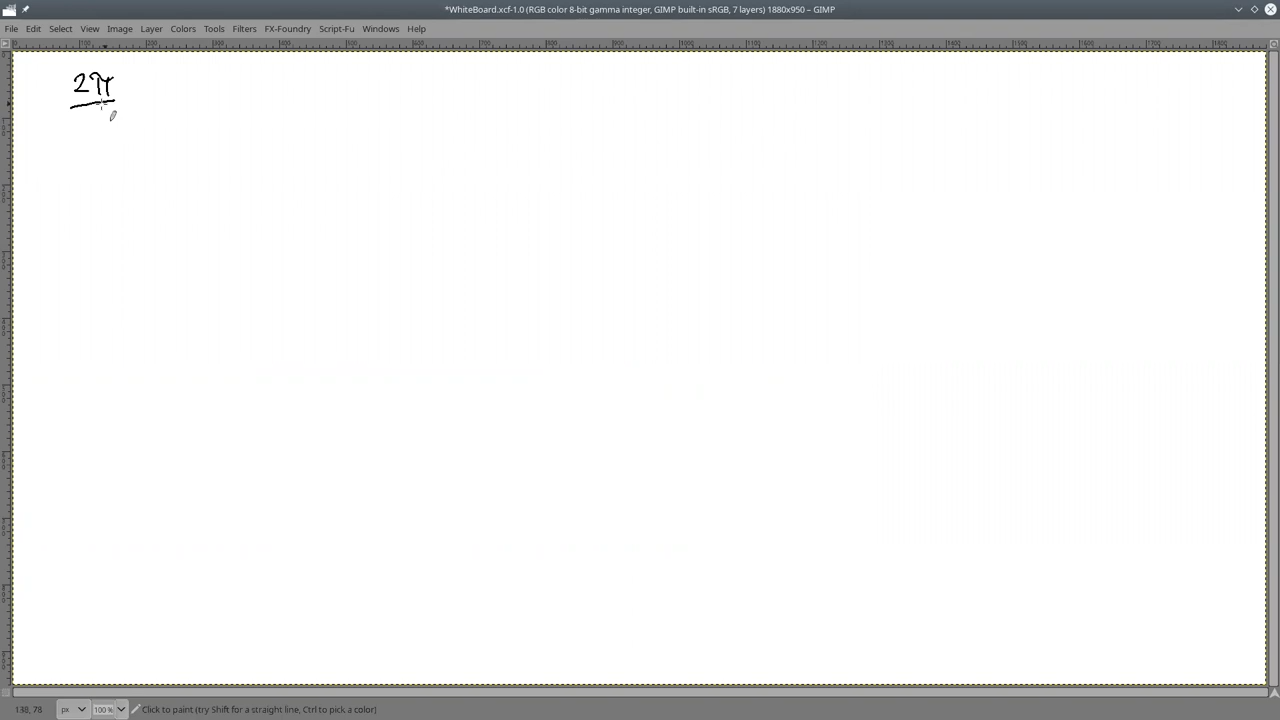 *WhiteBoard.xcf-1.0 (RGB color 8-bit gamma integer, GIMP built-in sRGB, 7 layers) 1880x950 – GIMP
File Edit Select View Image Layer Colors Tools Filters FX-Foundry Script-Fu Windows Help
2π
138, 78 px 100 % Click to paint (try Shift for a straight line, Ctrl to pick a color)